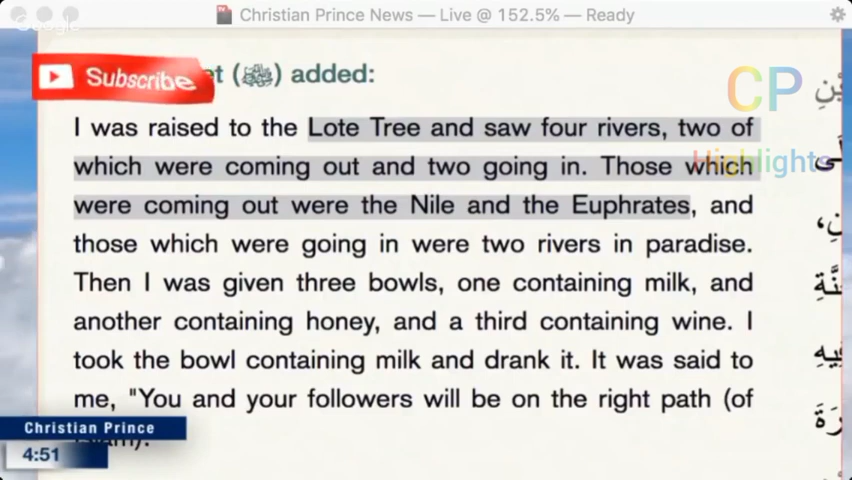 Christian Prince News — Live @ 152.5% — Ready
Google
Subscribe
CP
Highlights
et (ﷺ) added:
I was raised to the Lote Tree and saw four rivers, two of
which were coming out and two going in. Those which
were coming out were the Nile and the Euphrates, and
those which were going in were two rivers in paradise.
Then I was given three bowls, one containing milk, and
another containing honey, and a third containing wine. I
took the bowl containing milk and drank it. It was said to
me, "You and your followers will be on the right path (of
Islam).
Christian Prince
4:51